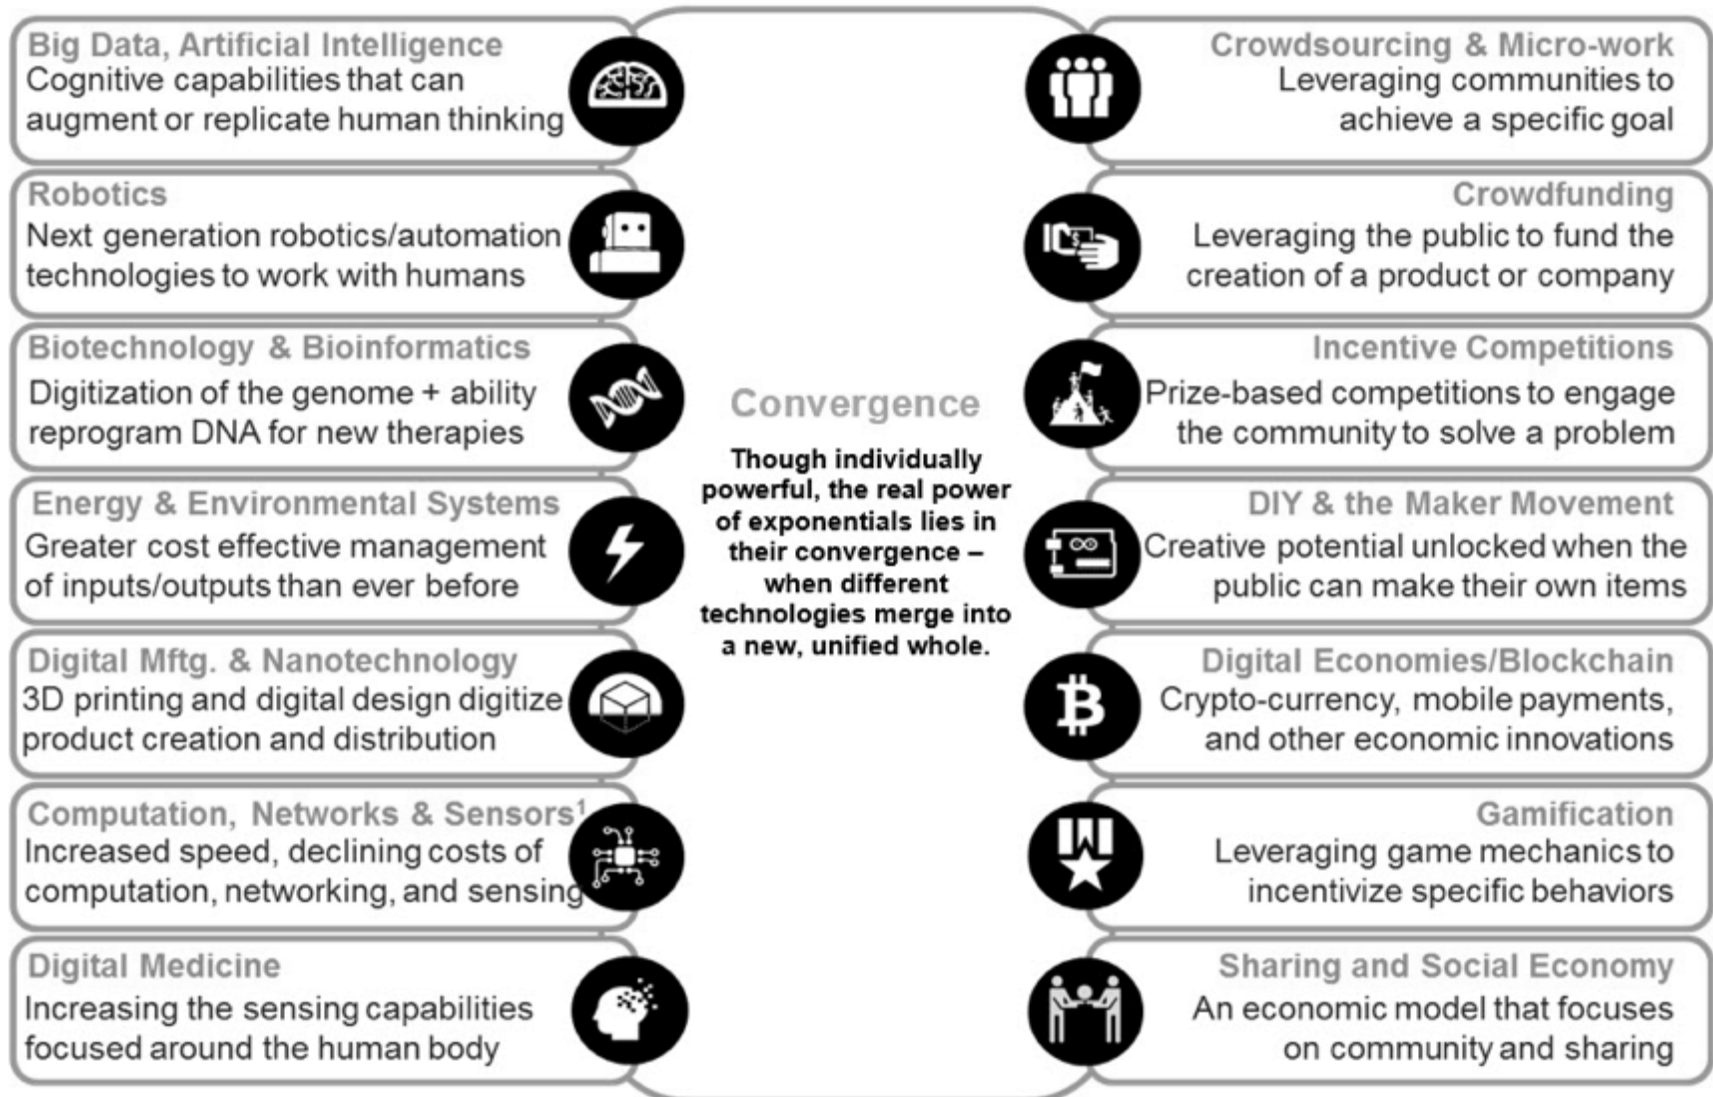 Big Data, Artificial Intelligence
Cognitive capabilities that can
augment or replicate human thinking
Robotics
Next generation robotics/automation
technologies to work with humans
Biotechnology & Bioinformatics
Digitization of the genome + ability
reprogram DNA for new therapies
Energy & Environmental Systems
Greater cost effective management
of inputs/outputs than ever before
Digital Mftg. & Nanotechnology
3D printing and digital design digitize
product creation and distribution
Computation, Networks & Sensors¹
Increased speed, declining costs of
computation, networking, and sensing
Digital Medicine
Increasing the sensing capabilities
focused around the human body
Convergence
Though individually
powerful, the real power
of exponentials lies in
their convergence –
when different
technologies merge into
a new, unified whole.
Crowdsourcing & Micro-work
Leveraging communities to
achieve a specific goal
Crowdfunding
Leveraging the public to fund the
creation of a product or company
Incentive Competitions
Prize-based competitions to engage
the community to solve a problem
DIY & the Maker Movement
Creative potential unlocked when the
public can make their own items
Digital Economies/Blockchain
Crypto-currency, mobile payments,
and other economic innovations
Gamification
Leveraging game mechanics to
incentivize specific behaviors
Sharing and Social Economy
An economic model that focuses
on community and sharing